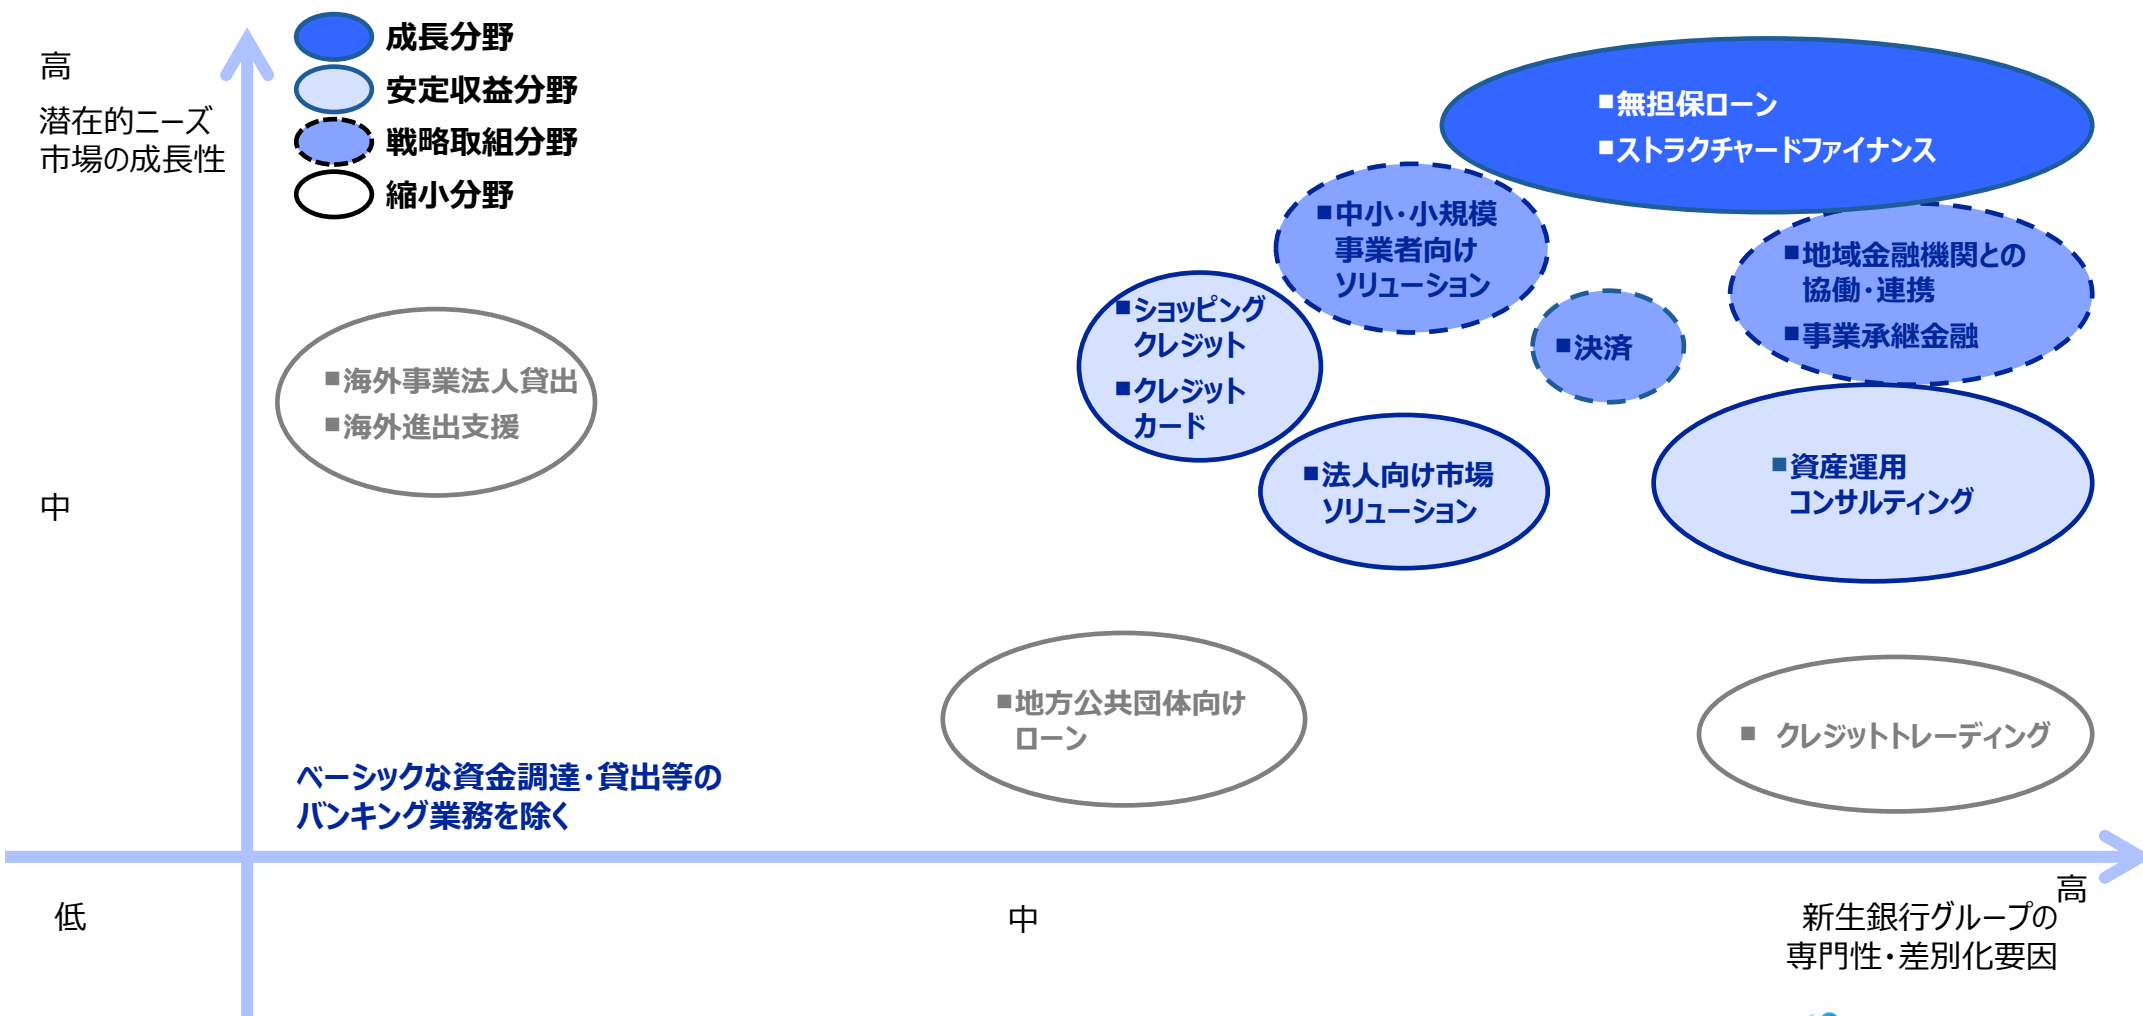 高
潜在的ニーズ
市場の成長性
成長分野
安定収益分野
戦略取組分野
縮小分野
■無担保ローン
■ストラクチャードファイナンス
■中小・小規模
事業者向け
ソリューション
■地域金融機関との
協働・連携
■事業承継金融
■ショッピング
クレジット
■クレジット
カード
■決済
■海外事業法人貸出
■海外進出支援
■法人向け市場
ソリューション
■資産運用
コンサルティング
中
■地方公共団体向け
ローン
■ クレジットトレーディング
ベーシックな資金調達・貸出等の
バンキング業務を除く
低
中
高
新生銀行グループの
専門性・差別化要因